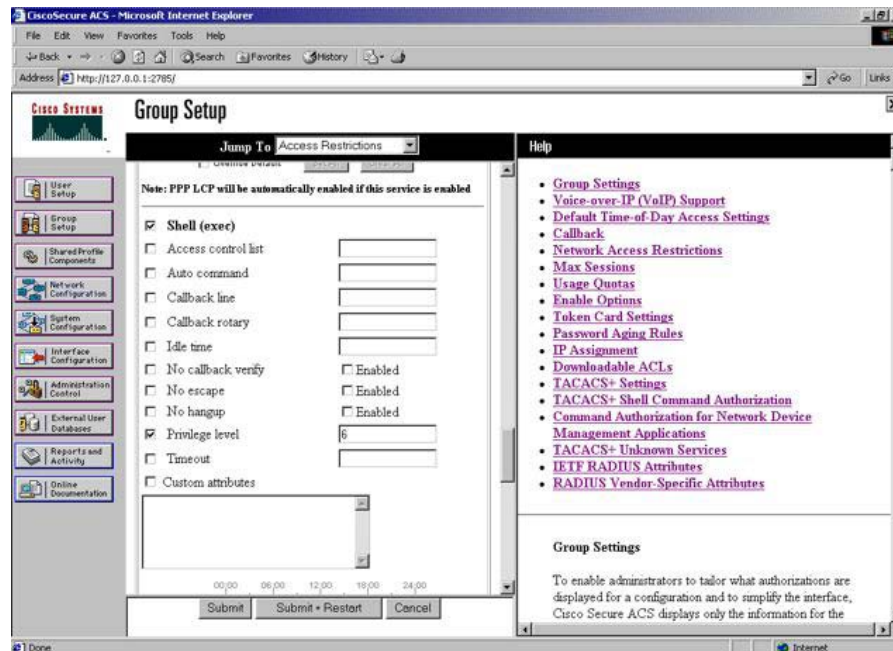 CiscoSecure ACS - Microsoft Internet Explorer
File Edit View Favorites Tools Help
Back Search Favorites History
Address http://127.0.0.1:2785/ Go Links
CISCO SYSTEMS
Group Setup
Jump To Access Restrictions
User Setup
Group Setup
Shared Profile Components
Network Configuration
System Configuration
Interface Configuration
Administration Control
External User Databases
Reports and Activity
Online Documentation
Note: PPP LCP will be automatically enabled if this service is enabled
Shell (exec)
Access control list
Auto command
Callback line
Callback rotary
Idle time
No callback verify Enabled
No escape Enabled
No hangup Enabled
Privilege level 6
Timeout
Custom attributes
00:00 06:00 12:00 18:00 24:00
Submit Submit + Restart Cancel
Help
Group Settings
Voice-over-IP (VoIP) Support
Default Time-of-Day Access Settings
Callback
Network Access Restrictions
Max Sessions
Usage Quotas
Enable Options
Token Card Settings
Password Aging Rules
IP Assignment
Downloadable ACLs
TACACS+ Settings
TACACS+ Shell Command Authorization
Command Authorization for Network Device
Management Applications
TACACS+ Unknown Services
IETF RADIUS Attributes
RADIUS Vendor-Specific Attributes
Group Settings
To enable administrators to tailor what authorizations are
displayed for a configuration and to simplify the interface,
Cisco Secure ACS displays only the information for the
Done Internet